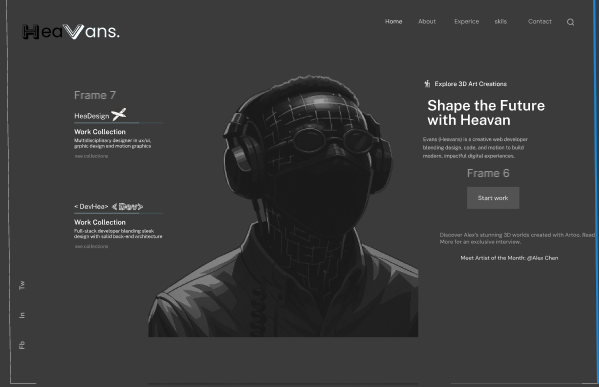 HeaVans.
Home
About
Experice
skils
Contact
Frame 7
HeaDesign
Work Collection
Multidisciplinary designer in ux/ui,
grphic design and motion graphics
see collections
< DevHea>
Work Collection
Full-stack developer blending sleek
design with solid back-end architecture
see collections
Explore 3D Art Creations
Shape the Future
with Heavan
Evans (Heavans) is a creative web developer
blending design, code, and motion to build
modern, impactful digital experiences.
Frame 6
Start work
Discover Alex's stunning 3D worlds created with Artou. Read
More for an exclusive interview.
Meet Artist of the Month: @Alex Chen
Tw
In
Fb